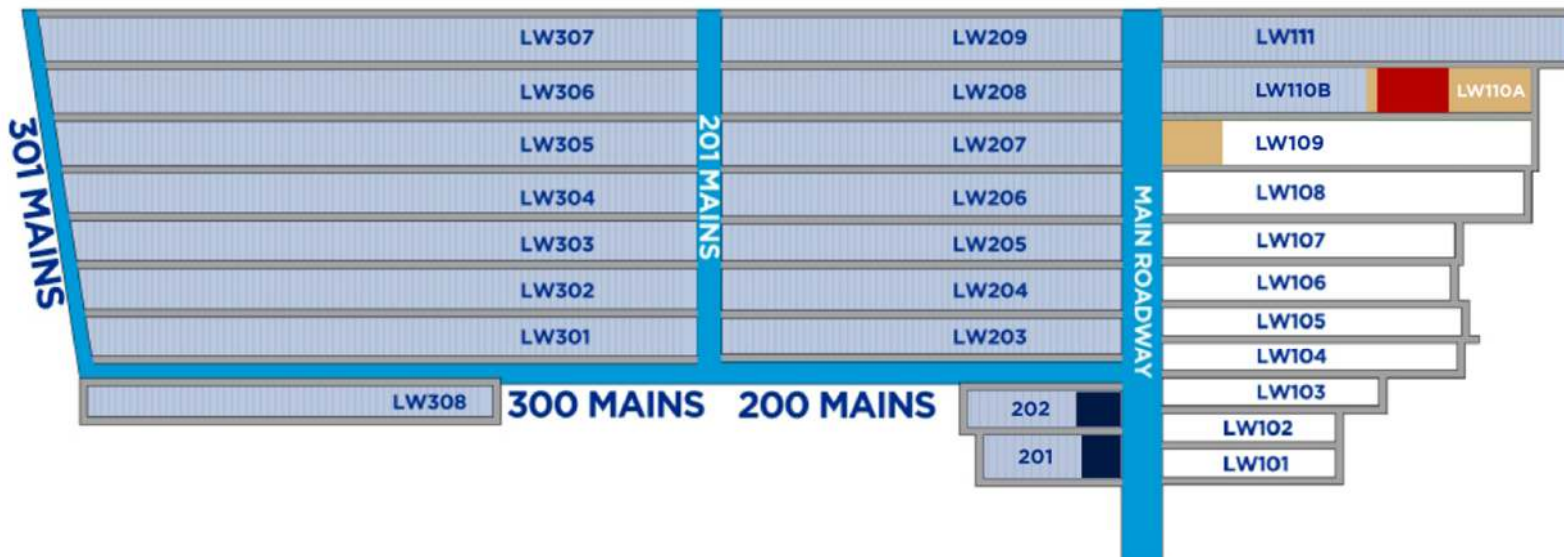 LW307 LW209 LW111
LW306 LW208 LW110B LW110A
LW305 LW207 LW109
LW304 LW206 LW108
LW303 LW205 LW107
LW302 LW204 LW106
LW301 LW203 LW105
LW104
LW308 202 LW103
201 LW102
LW101
301 MAINS
201 MAINS
MAIN ROADWAY
300 MAINS 200 MAINS